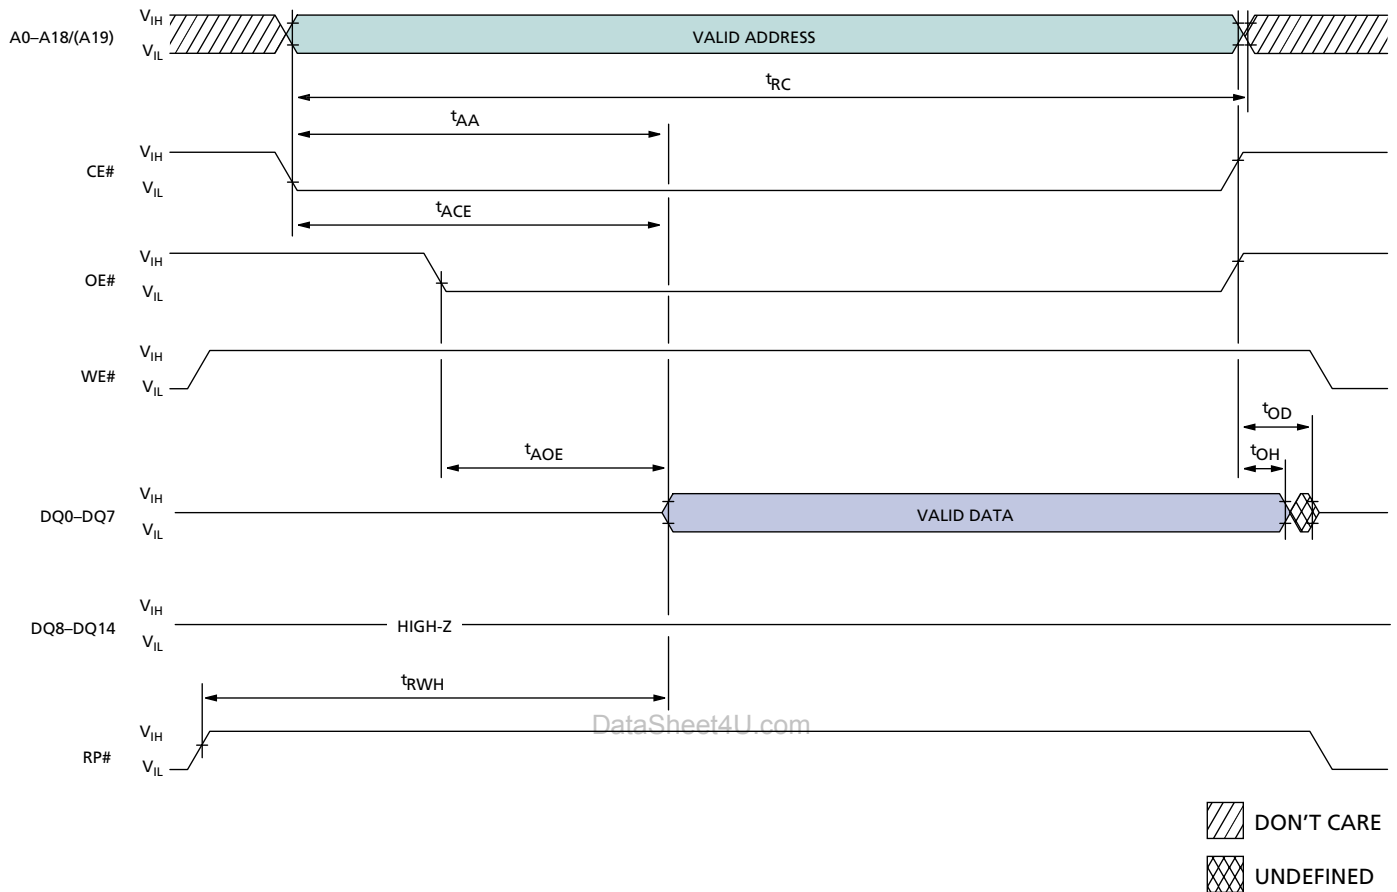 A0–A18/(A19)
VIH
VIL
VALID ADDRESS
tRC
tAA
CE#
VIH
VIL
tACE
OE#
VIH
VIL
WE#
VIH
VIL
tOD
tAOE
tOH
DQ0–DQ7
VIH
VIL
VALID DATA
DQ8–DQ14
VIH
VIL
HIGH-Z
tRWH
DataSheet4U.com
RP#
VIH
VIL
DON'T CARE
UNDEFINED